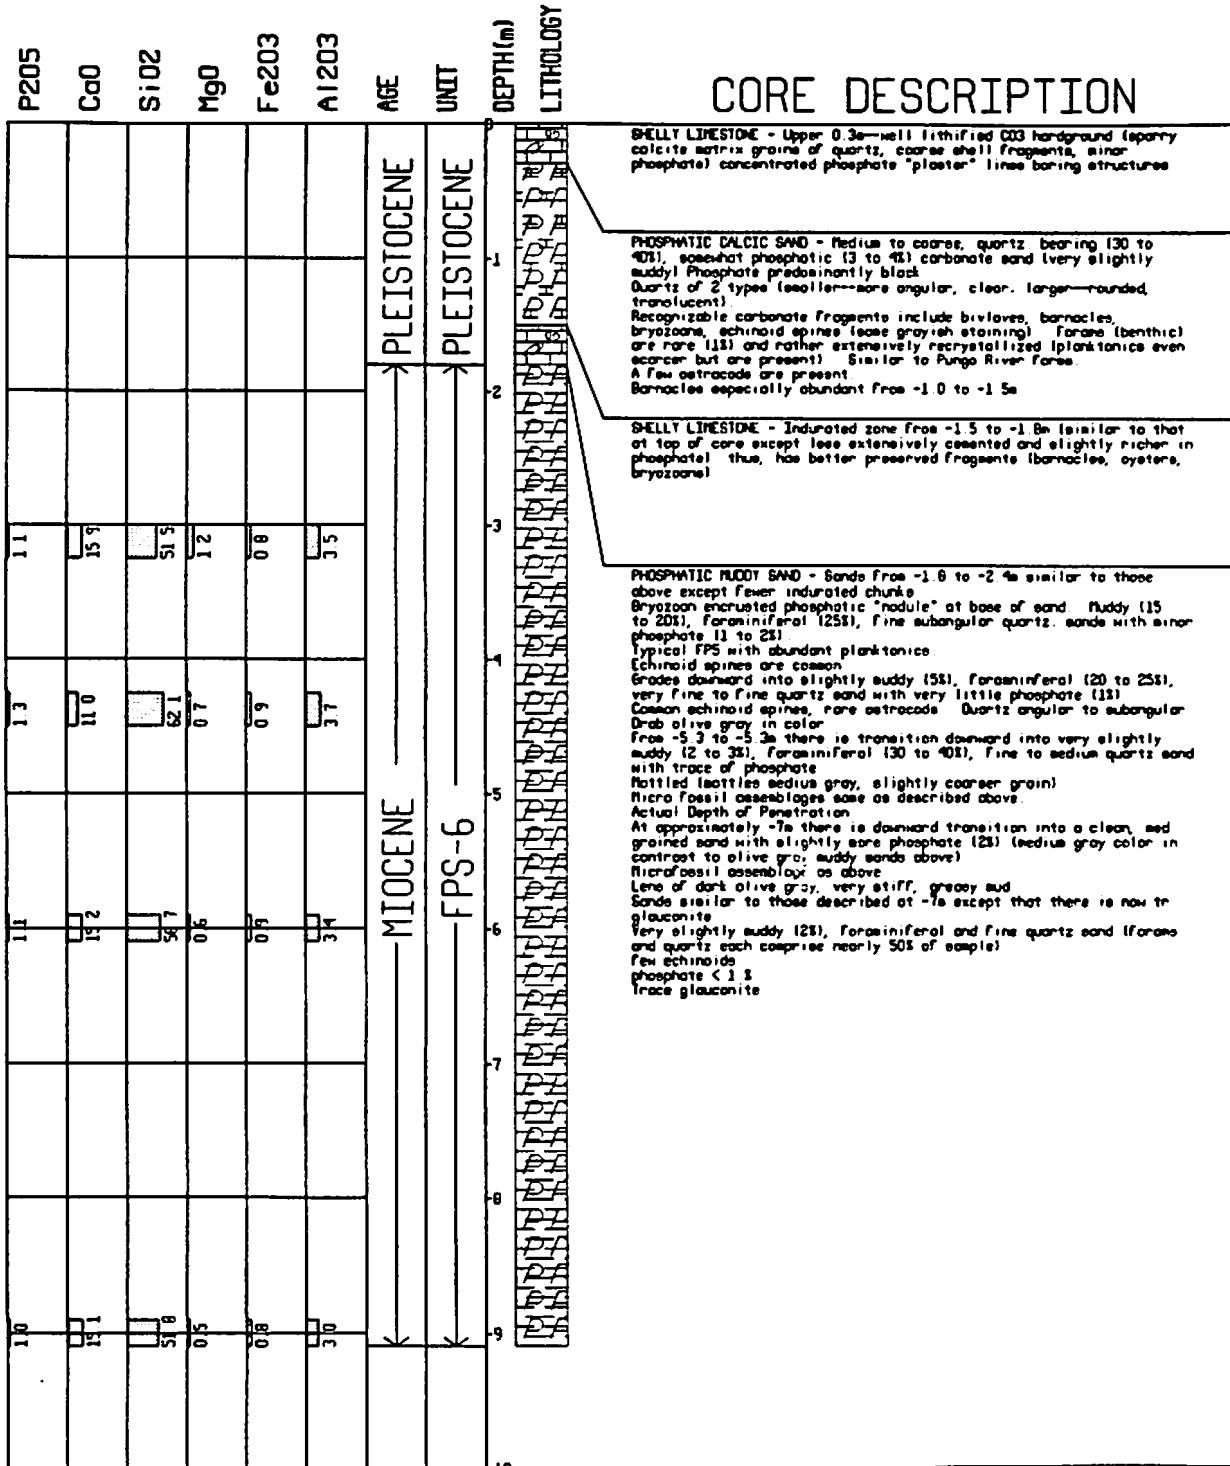 P2O5
CaO
SiO2
MgO
Fe2O3
Al2O3
AGE
UNIT
DEPTH(m)
LITHOLOGY
CORE DESCRIPTION
0
-1
-2
-3
-4
-5
-6
-7
-8
-9
PLEISTOCENE
PLEISTOCENE
MIOCENE
FPS-6
1 1
15 9
51 5
1 2
0 8
3 5
1 3
11 0
62 1
0 7
0 9
3 7
1 1
15 2
56 7
0 6
0 9
3 4
1 0
19 1
51 8
0 5
0 8
3 0
SHELLY LIMESTONE - Upper 0.3m--well lithified CO3 hardground (sparry
calcite matrix grains of quartz, coarse shell fragments, minor
phosphate) concentrated phosphate "plaster" lines boring structures
PHOSPHATIC CALCIC SAND - Medium to coarse, quartz bearing (30 to
40%), somewhat phosphatic (3 to 4%) carbonate sand (very slightly
muddy) Phosphate predominantly black
Quartz of 2 types (smaller--more angular, clear. larger--rounded,
translucent)
Recognizable carbonate fragments include bivlaves, barnacles,
bryozoans, echinoid spines (some grayish staining) Forams (benthic)
are rare (1%) and rather extensively recrystallized (planktonics even
scarcer but are present) Similar to Pungo River forms.
A few ostracods are present
Barnacles especially abundant from -1 0 to -1 5m
SHELLY LIMESTONE - Indurated zone from -1.5 to -1.8m (similar to that
at top of core except less extensively cemented and slightly richer in
phosphate) thus, has better preserved fragments (barnacles, oysters,
bryozoans)
PHOSPHATIC MUDDY SAND - Sands from -1.8 to -2 4m similar to those
above except fewer indurated chunks
Bryozoan encrusted phosphatic "nodule" at base of sand Muddy (15
to 20%), foraminiferal (25%), fine subangular quartz. sands with minor
phosphate (1 to 2%)
Typical FPS with abundant planktonics
Echinoid spines are common
Grades downward into slightly muddy (5%), foraminferal (20 to 25%),
very fine to fine quartz sand with very little phosphate (1%)
Common echinoid spines, rare ostracods Quartz angular to subangular
Drab olive gray in color
From -5.3 to -5.3m there is transition downward into very slightly
muddy (2 to 3%), foraminiferal (30 to 40%), fine to medium quartz sand
with trace of phosphate
Mottled (mottles medium gray, slightly coarser grain)
Micro fossil assemblages same as described above.
Actual Depth of Penetration
At approximately -7m there is downward transition into a clean, med
grained sand with slightly more phosphate (2%) (medium gray color in
contrast to olive gray muddy sands above)
Microfossil assemblage as above
Lens of dark olive gray, very stiff, greasy mud
Sands similar to those described at -7m except that there is now tr
glauconite
Very slightly muddy (2%), foraminiferal and fine quartz sand (forams
and quartz each comprise nearly 50% of sample)
Few echinoids
phosphate < 1 %
Trace glauconite